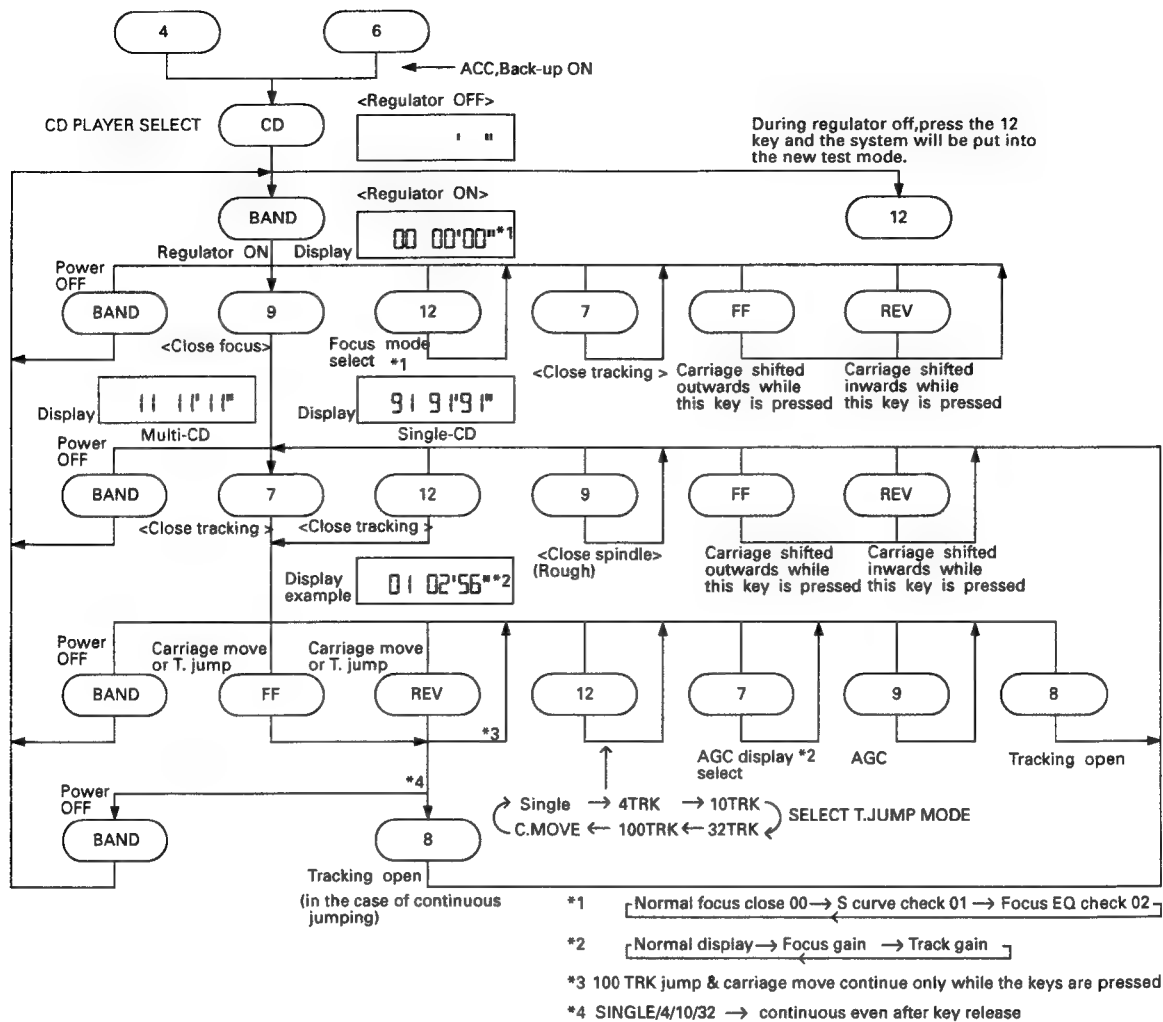 4 6
ACC,Back-up ON
<Regulator OFF>
CD PLAYER SELECT CD
' "
During regulator off,press the 12
key and the system will be put into
the new test mode.
<Regulator ON>
BAND 00 00'00"*1 12
Regulator ON Display
Power
OFF
BAND 9 12 7 FF REV
<Close focus>
Focus mode
select *1
<Close tracking >
Carriage shifted
outwards while
this key is pressed
Carriage shifted
inwards while
this key is pressed
Display 11 11'11"
Multi-CD
Display 91 91'91"
Single-CD
Power
OFF
BAND 7 12 9 FF REV
<Close tracking > <Close tracking >
<Close spindle>
(Rough)
Carriage shifted
outwards while
this key is pressed
Carriage shifted
inwards while
this key is pressed
Display
example
01 02'56"*2
Power
OFF
Carriage move
or T. jump
Carriage move
or T. jump
BAND FF REV 12 7 9 8
*3
AGC display *2
select
AGC
Tracking open
*4
Power
OFF
Single → 4TRK → 10TRK
C.MOVE ← 100TRK ← 32TRK
SELECT T.JUMP MODE
BAND 8
Tracking open
(in the case of continuous
jumping)
*1 Normal focus close 00 → S curve check 01 → Focus EQ check 02
*2 Normal display → Focus gain → Track gain
*3 100 TRK jump & carriage move continue only while the keys are pressed
*4 SINGLE/4/10/32 → continuous even after key release